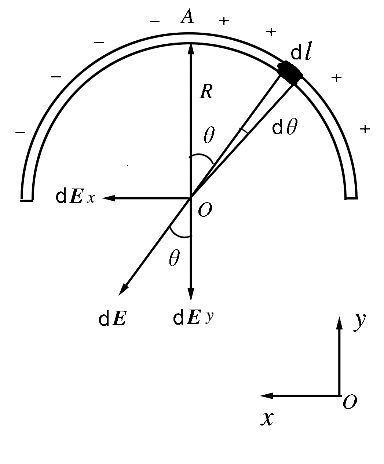 − A +
− +
− dl
− R +
θ dθ
− +
dEx O
θ
dE dEy
y
x O